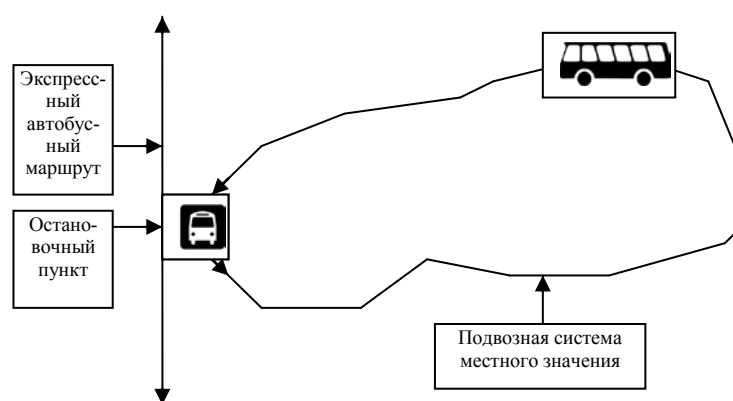 Экспресс-
ный
автобус-
ный
маршрут
Остано-
вочный
пункт
Подвозная система
местного значения